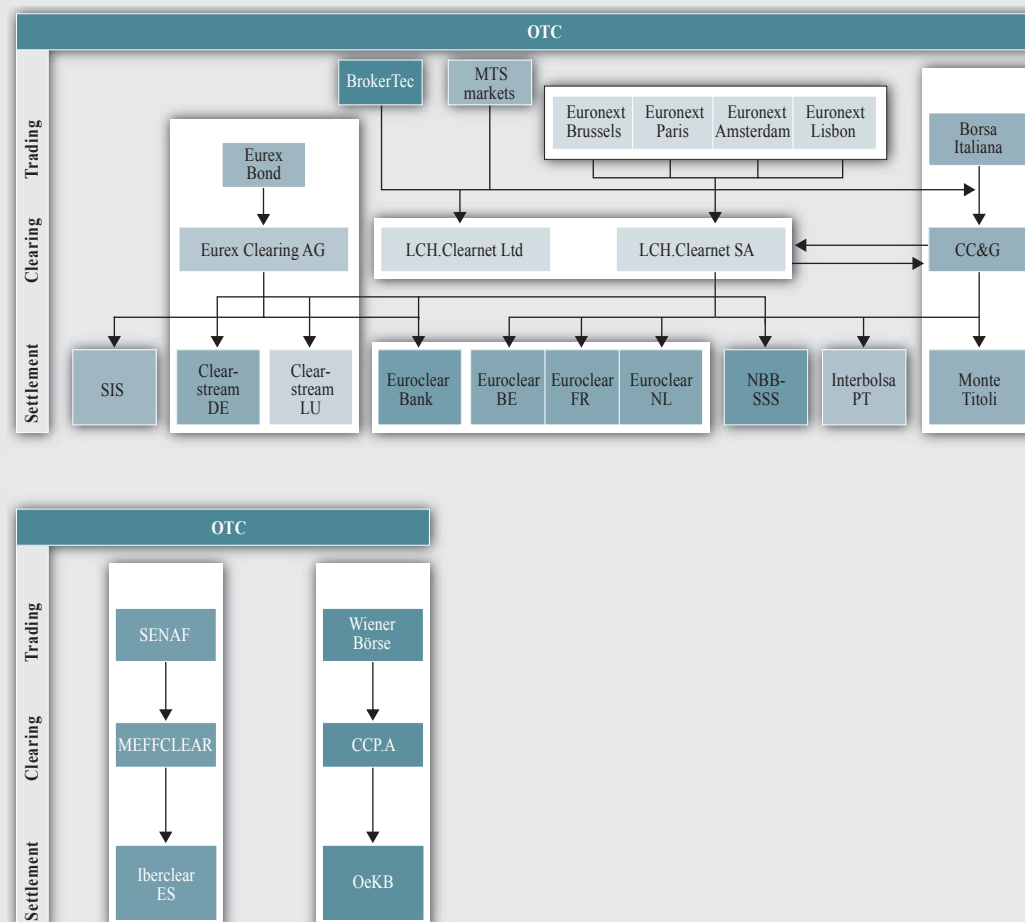 OTC
Trading
Clearing
Settlement
BrokerTec
MTS
markets
Euronext
Brussels
Euronext
Paris
Euronext
Amsterdam
Euronext
Lisbon
Borsa
Italiana
Eurex
Bond
Eurex Clearing AG
LCH.Clearnet Ltd
LCH.Clearnet SA
CC&G
SIS
Clear-
stream
DE
Clear-
stream
LU
Euroclear
Bank
Euroclear
BE
Euroclear
FR
Euroclear
NL
NBB-
SSS
Interbolsa
PT
Monte
Titoli
OTC
Trading
Clearing
Settlement
SENAF
Wiener
Börse
MEFFCLEAR
CCP.A
Iberclear
ES
OeKB